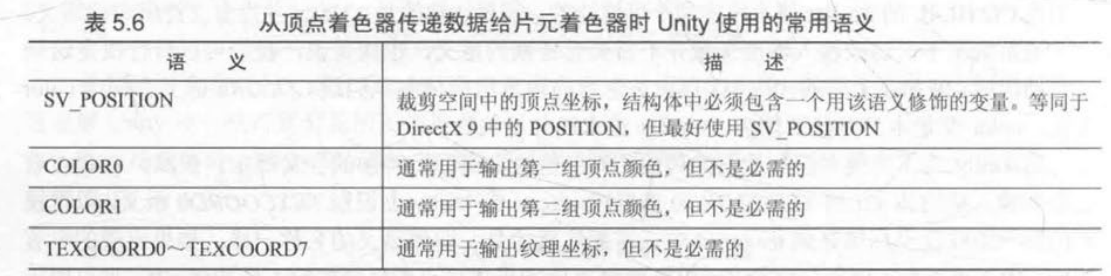 表 5.6 从顶点着色器传递数据给片元着色器时 Unity 使用的常用语义
语 义 描 述
SV_POSITION 裁剪空间中的顶点坐标，结构体中必须包含一个用该语义修饰的变量。等同于
DirectX 9 中的 POSITION，但最好使用 SV_POSITION
COLOR0 通常用于输出第一组顶点颜色，但不是必需的
COLOR1 通常用于输出第二组顶点颜色，但不是必需的
TEXCOORD0～TEXCOORD7 通常用于输出纹理坐标，但不是必需的